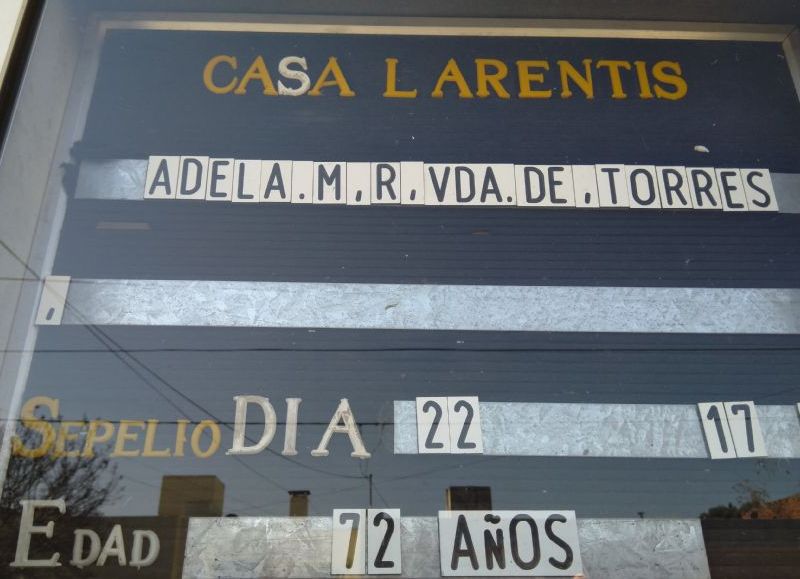 CASA LARENTIS
ADELA.M,R,VDA.DE,TORRES
,
SEPELIO DIA 22 17
EDAD 72 AÑOS